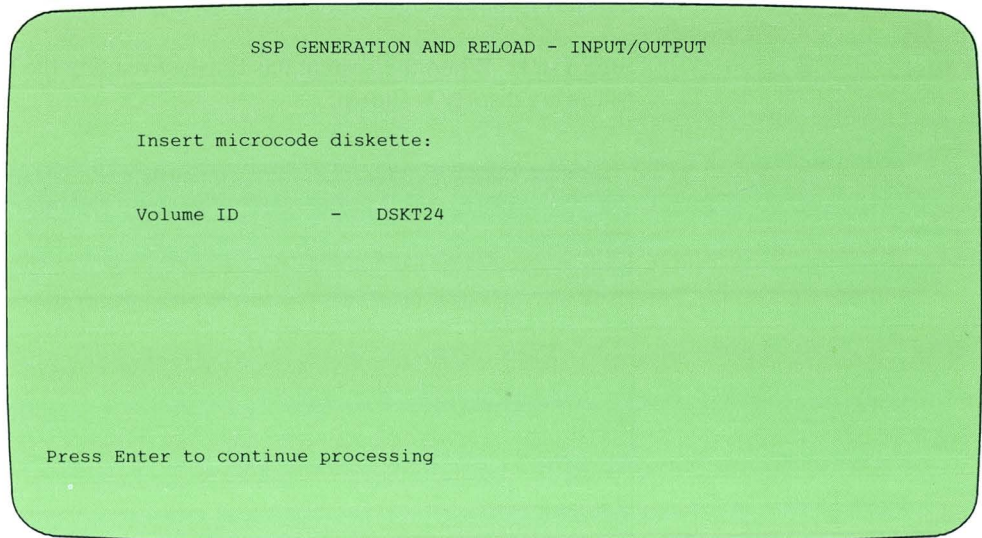 SSP GENERATION AND RELOAD - INPUT/OUTPUT
Insert microcode diskette:
Volume ID - DSKT24
Press Enter to continue processing